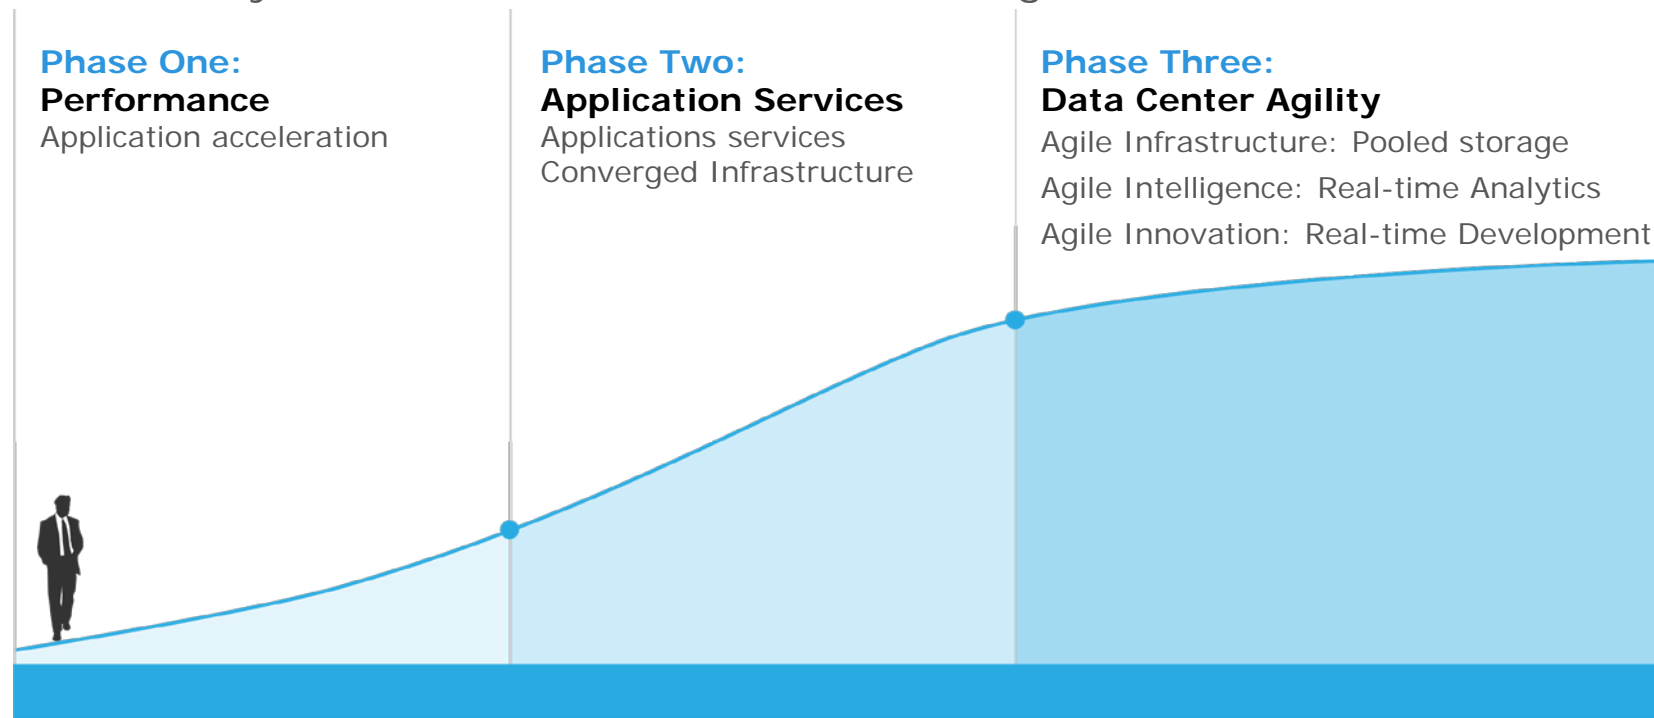 Phase One:
Performance
Application acceleration
Phase Two:
Application Services
Applications services
Converged Infrastructure
Phase Three:
Data Center Agility
Agile Infrastructure: Pooled storage
Agile Intelligence: Real-time Analytics
Agile Innovation: Real-time Development